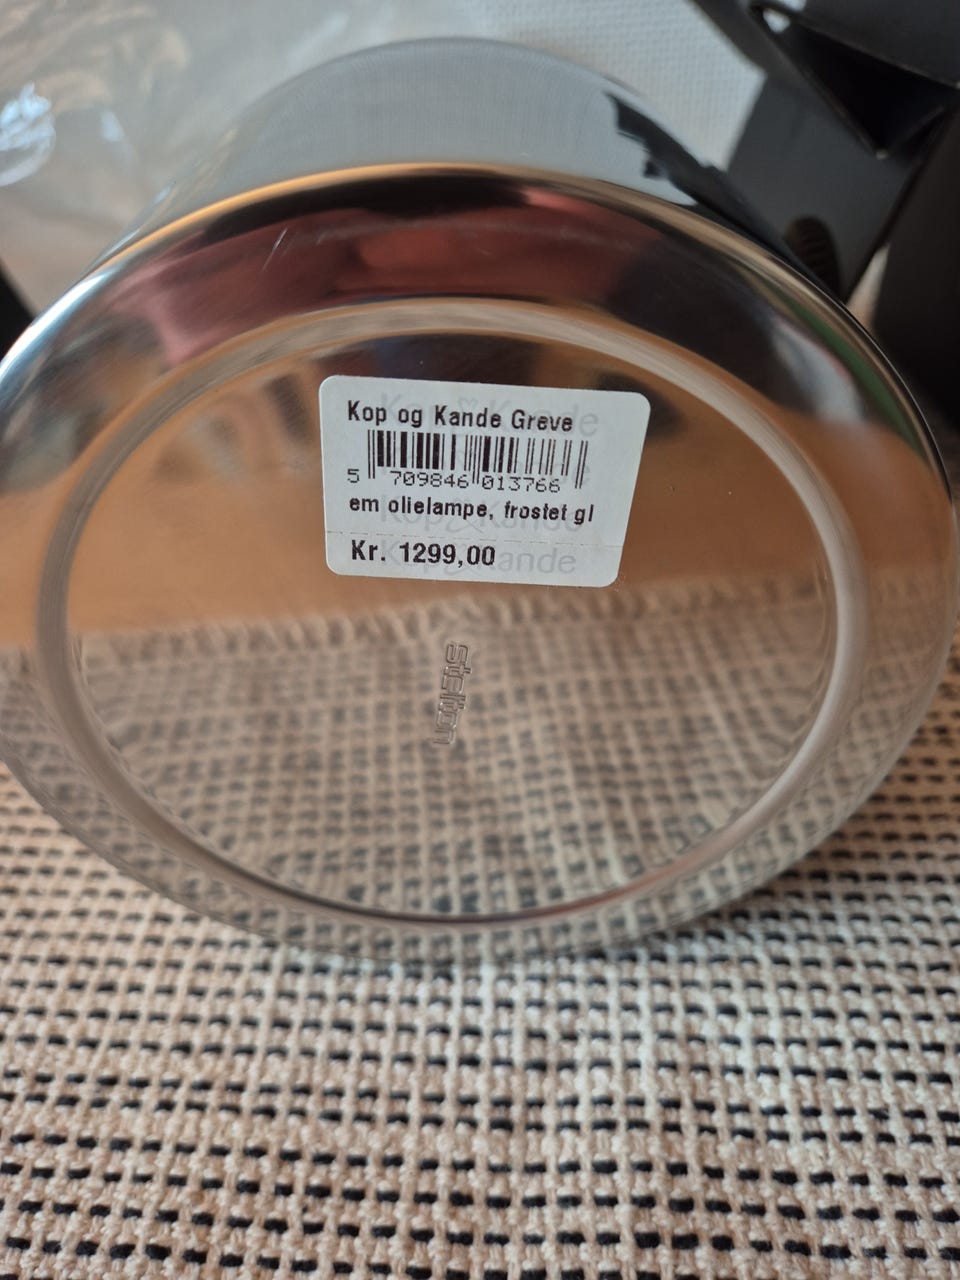 Kop og Kande Greve
5 709846 013766
em olielampe, frostet gl
Kr. 1299,00
stelton